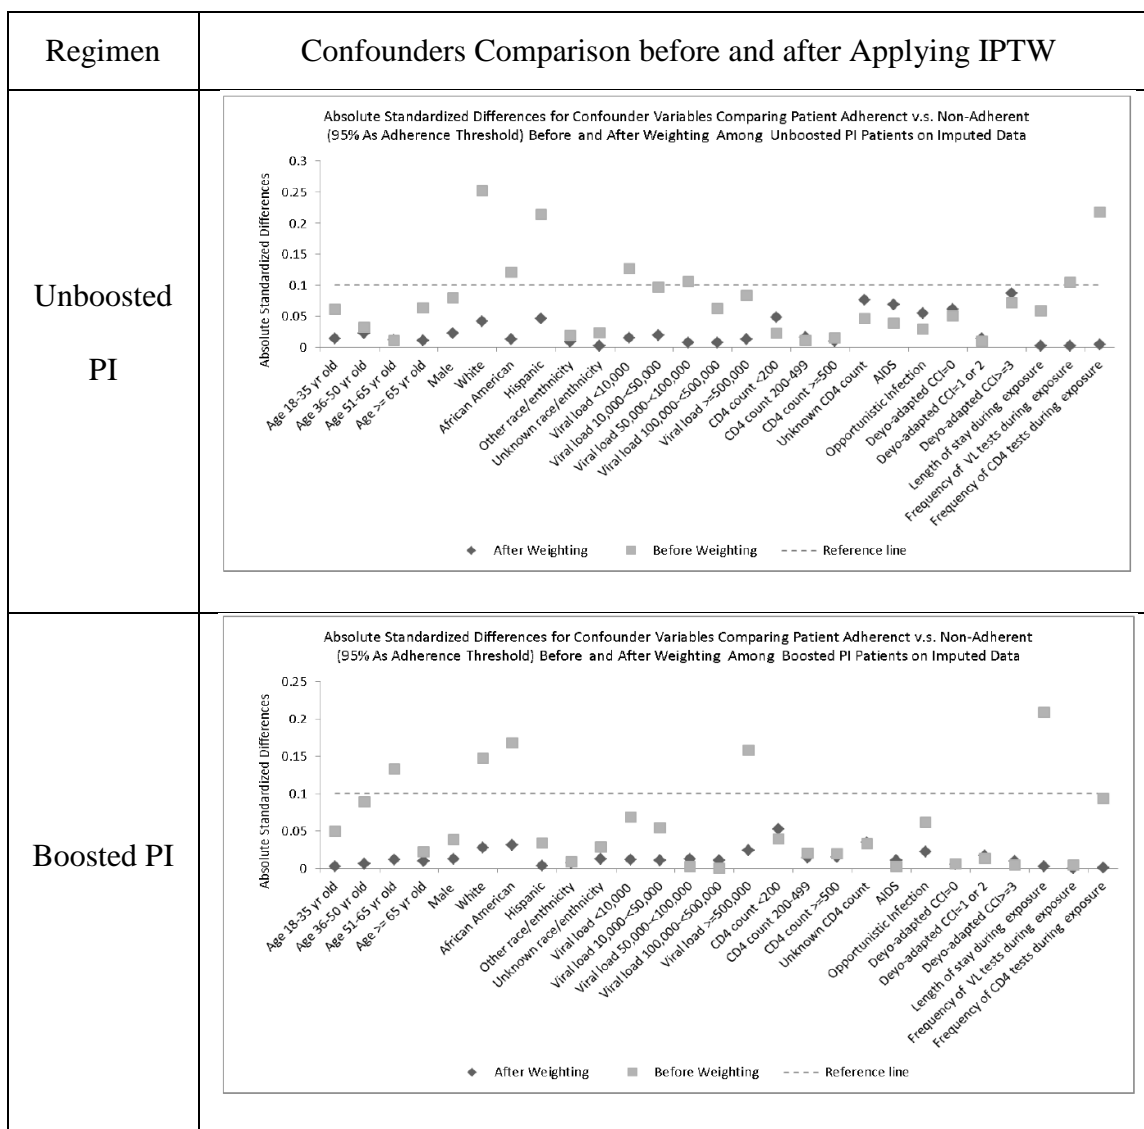 Regimen
Confounders Comparison before and after Applying IPTW
Unboosted
PI
Absolute Standardized Differences for Confounder Variables Comparing Patient Adherenct v.s. Non-Adherent
(95% As Adherence Threshold) Before and After Weighting Among Unboosted PI Patients on Imputed Data
Absolute Standardized Differences
0.3
0.25
0.2
0.15
0.1
0.05
0
Age 18-35 yr old
Age 36-50 yr old
Age 51-65 yr old
Age >= 65 yr old
Male
White
African American
Hispanic
Other race/enthnicity
Unknown race/enthnicity
Viral load <10,000
Viral load 10,000-<50,000
Viral load 50,000-<100,000
Viral load 100,000-<500,000
Viral load >=500,000
CD4 count <200
CD4 count 200-499
CD4 count >=500
Unknown CD4 count
AIDS
Opportunistic Infection
Deyo-adapted CCI=0
Deyo-adapted CCI=1 or 2
Deyo-adapted CCI>=3
Length of stay during exposure
Frequency of VL tests during exposure
Frequency of CD4 tests during exposure
After Weighting
Before Weighting
Reference line
Boosted PI
Absolute Standardized Differences for Confounder Variables Comparing Patient Adherenct v.s. Non-Adherent
(95% As Adherence Threshold) Before and After Weighting Among Boosted PI Patients on Imputed Data
Absolute Standardized Differences
0.25
0.2
0.15
0.1
0.05
0
Age 18-35 yr old
Age 36-50 yr old
Age 51-65 yr old
Age >= 65 yr old
Male
White
African American
Hispanic
Other race/enthnicity
Unknown race/enthnicity
Viral load <10,000
Viral load 10,000-<50,000
Viral load 50,000-<100,000
Viral load 100,000-<500,000
Viral load >=500,000
CD4 count <200
CD4 count 200-499
CD4 count >=500
Unknown CD4 count
AIDS
Opportunistic Infection
Deyo-adapted CCI=0
Deyo-adapted CCI=1 or 2
Deyo-adapted CCI>=3
Length of stay during exposure
Frequency of VL tests during exposure
Frequency of CD4 tests during exposure
After Weighting
Before Weighting
Reference line